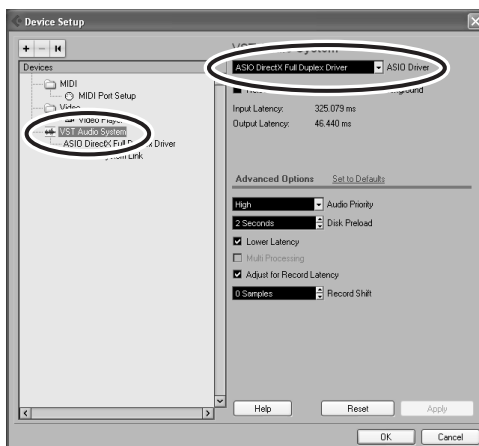 Device Setup
Devices
MIDI
MIDI Port Setup
Video
Video Player
VST Audio System
ASIO DirectX Full Duplex Driver
Link
ASIO DirectX Full Duplex Driver
ASIO Driver
Input Latency: 325.079 ms
Output Latency: 46.440 ms
Advanced Options Set to Defaults
High Audio Priority
2 Seconds Disk Preload
Lower Latency
Multi Processing
Adjust for Record Latency
0 Samples Record Shift
Help Reset Apply
OK Cancel